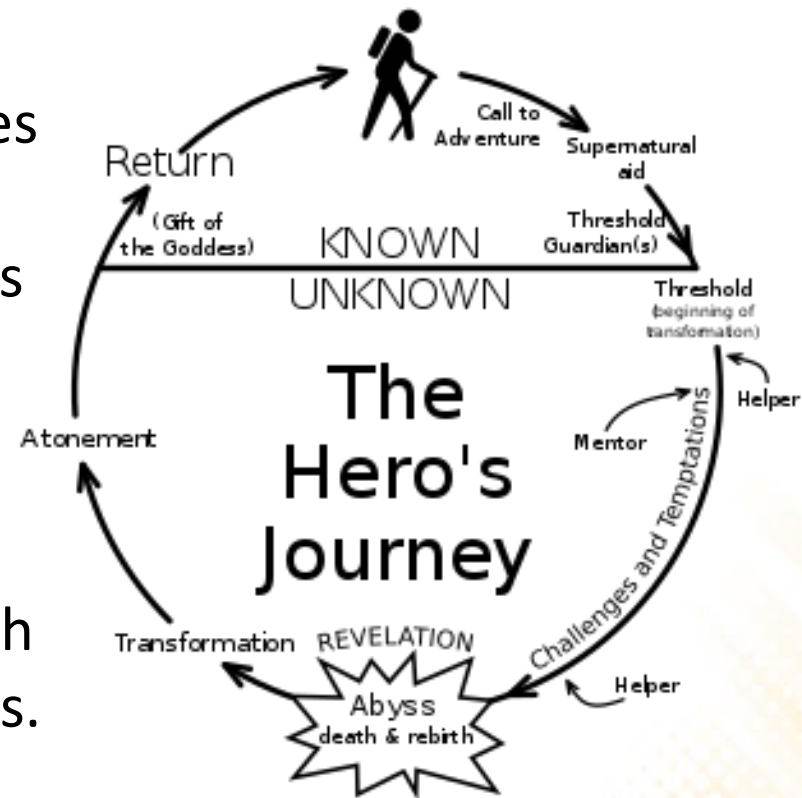 es
s
h
s.
Call to
Adventure
Supernatural
aid
Return
(Gift of
the Goddess)
KNOWN
Threshold
Guardian(s)
UNKNOWN
Threshold
(beginning of
transformation)
Helper
Mentor
The
Hero's
Journey
Challenges and Temptations
Atonement
Transformation
REVELATION
Abyss
death & rebirth
Helper